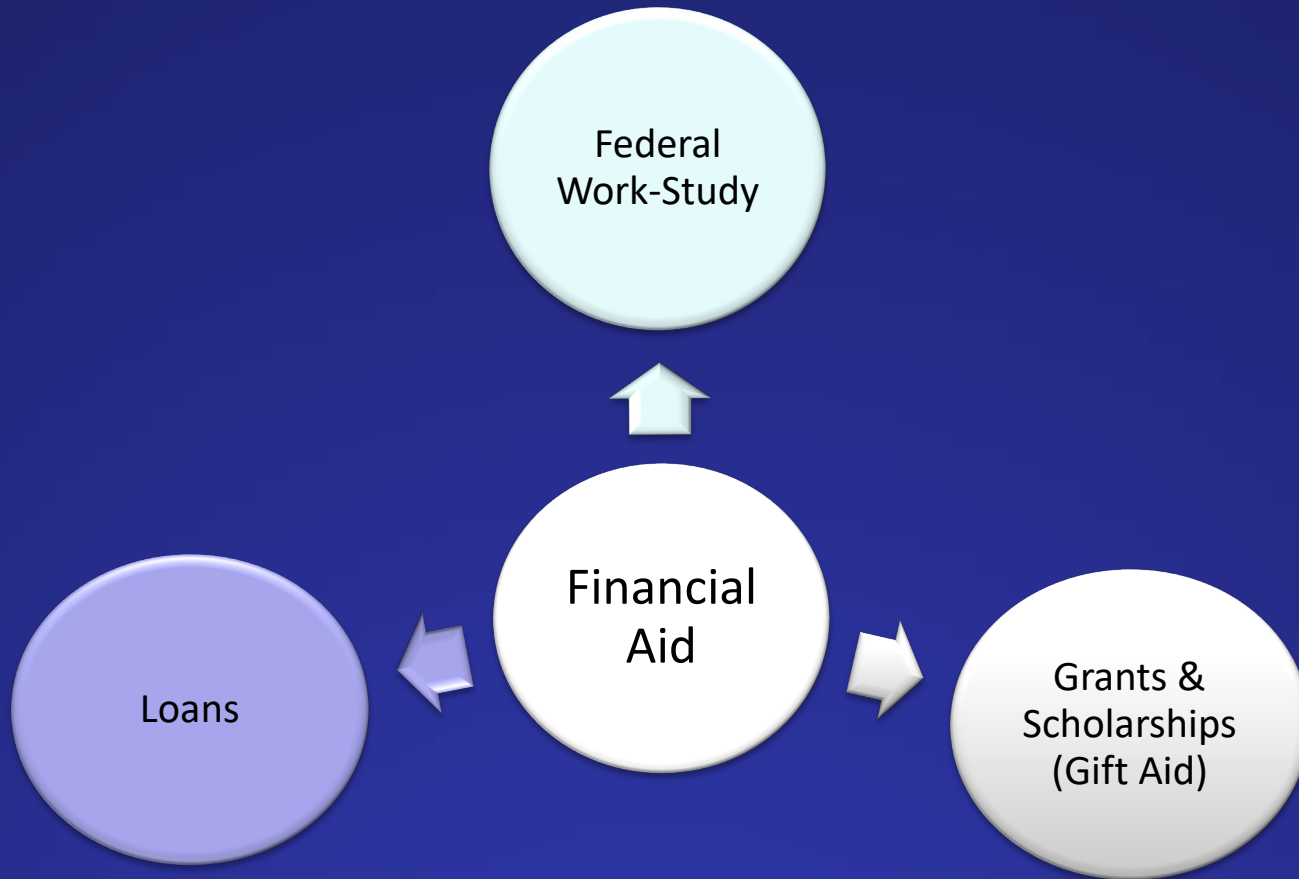 Federal
Work-Study
Financial
Aid
Loans
Grants &
Scholarships
(Gift Aid)